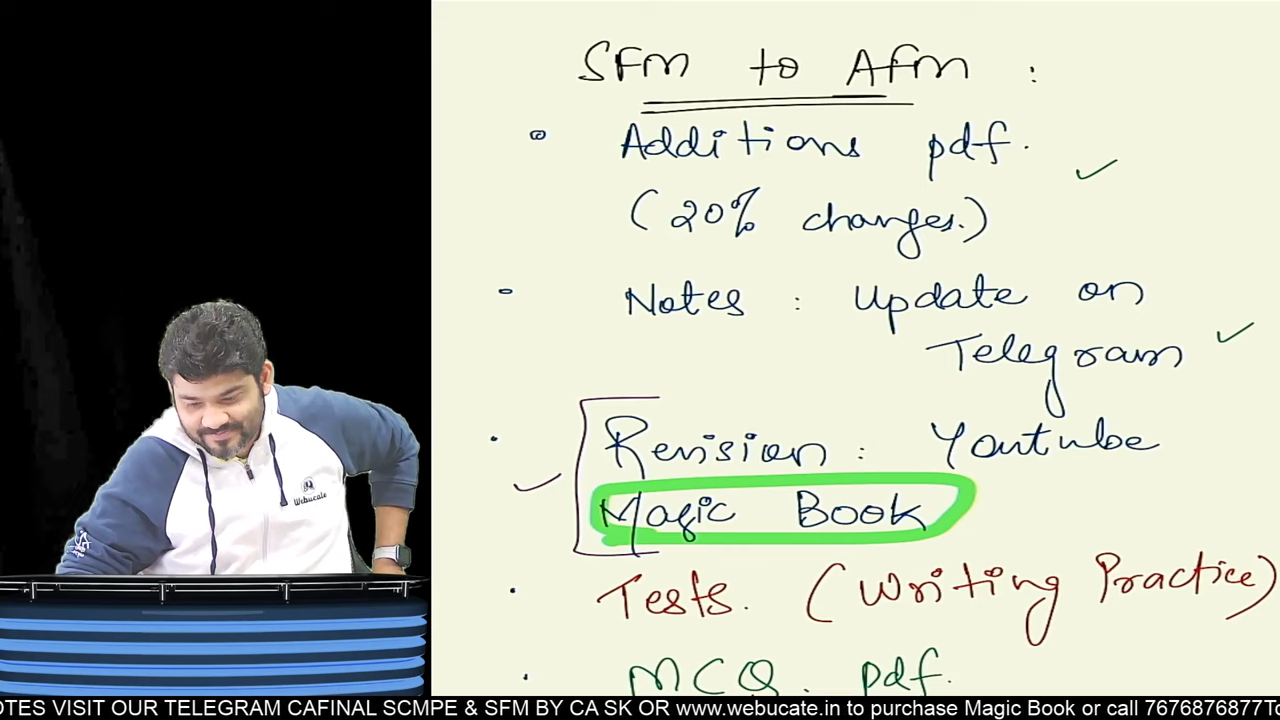 SFM to AFM :
Additions pdf.
(20% changes.)
Notes : Update on
Telegram
Revision : Youtube
Magic Book
Tests. (Writing Practice)
MCQ. pdf.
Webucate
OTES VISIT OUR TELEGRAM CAFINAL SCMPE & SFM BY CA SK OR www.webucate.in to purchase Magic Book or call 7676876877To